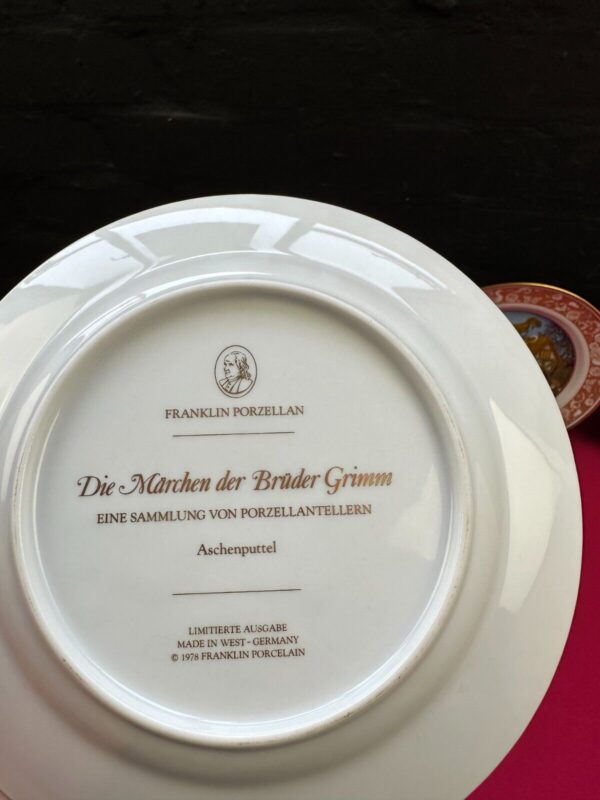 FRANKLIN PORZELLAN
Die Märchen der Brüder Grimm
EINE SAMMLUNG VON PORZELLANTELLERN
Aschenputtel
LIMITIERTE AUSGABE
MADE IN WEST-GERMANY
© 1978 FRANKLIN PORCELAIN